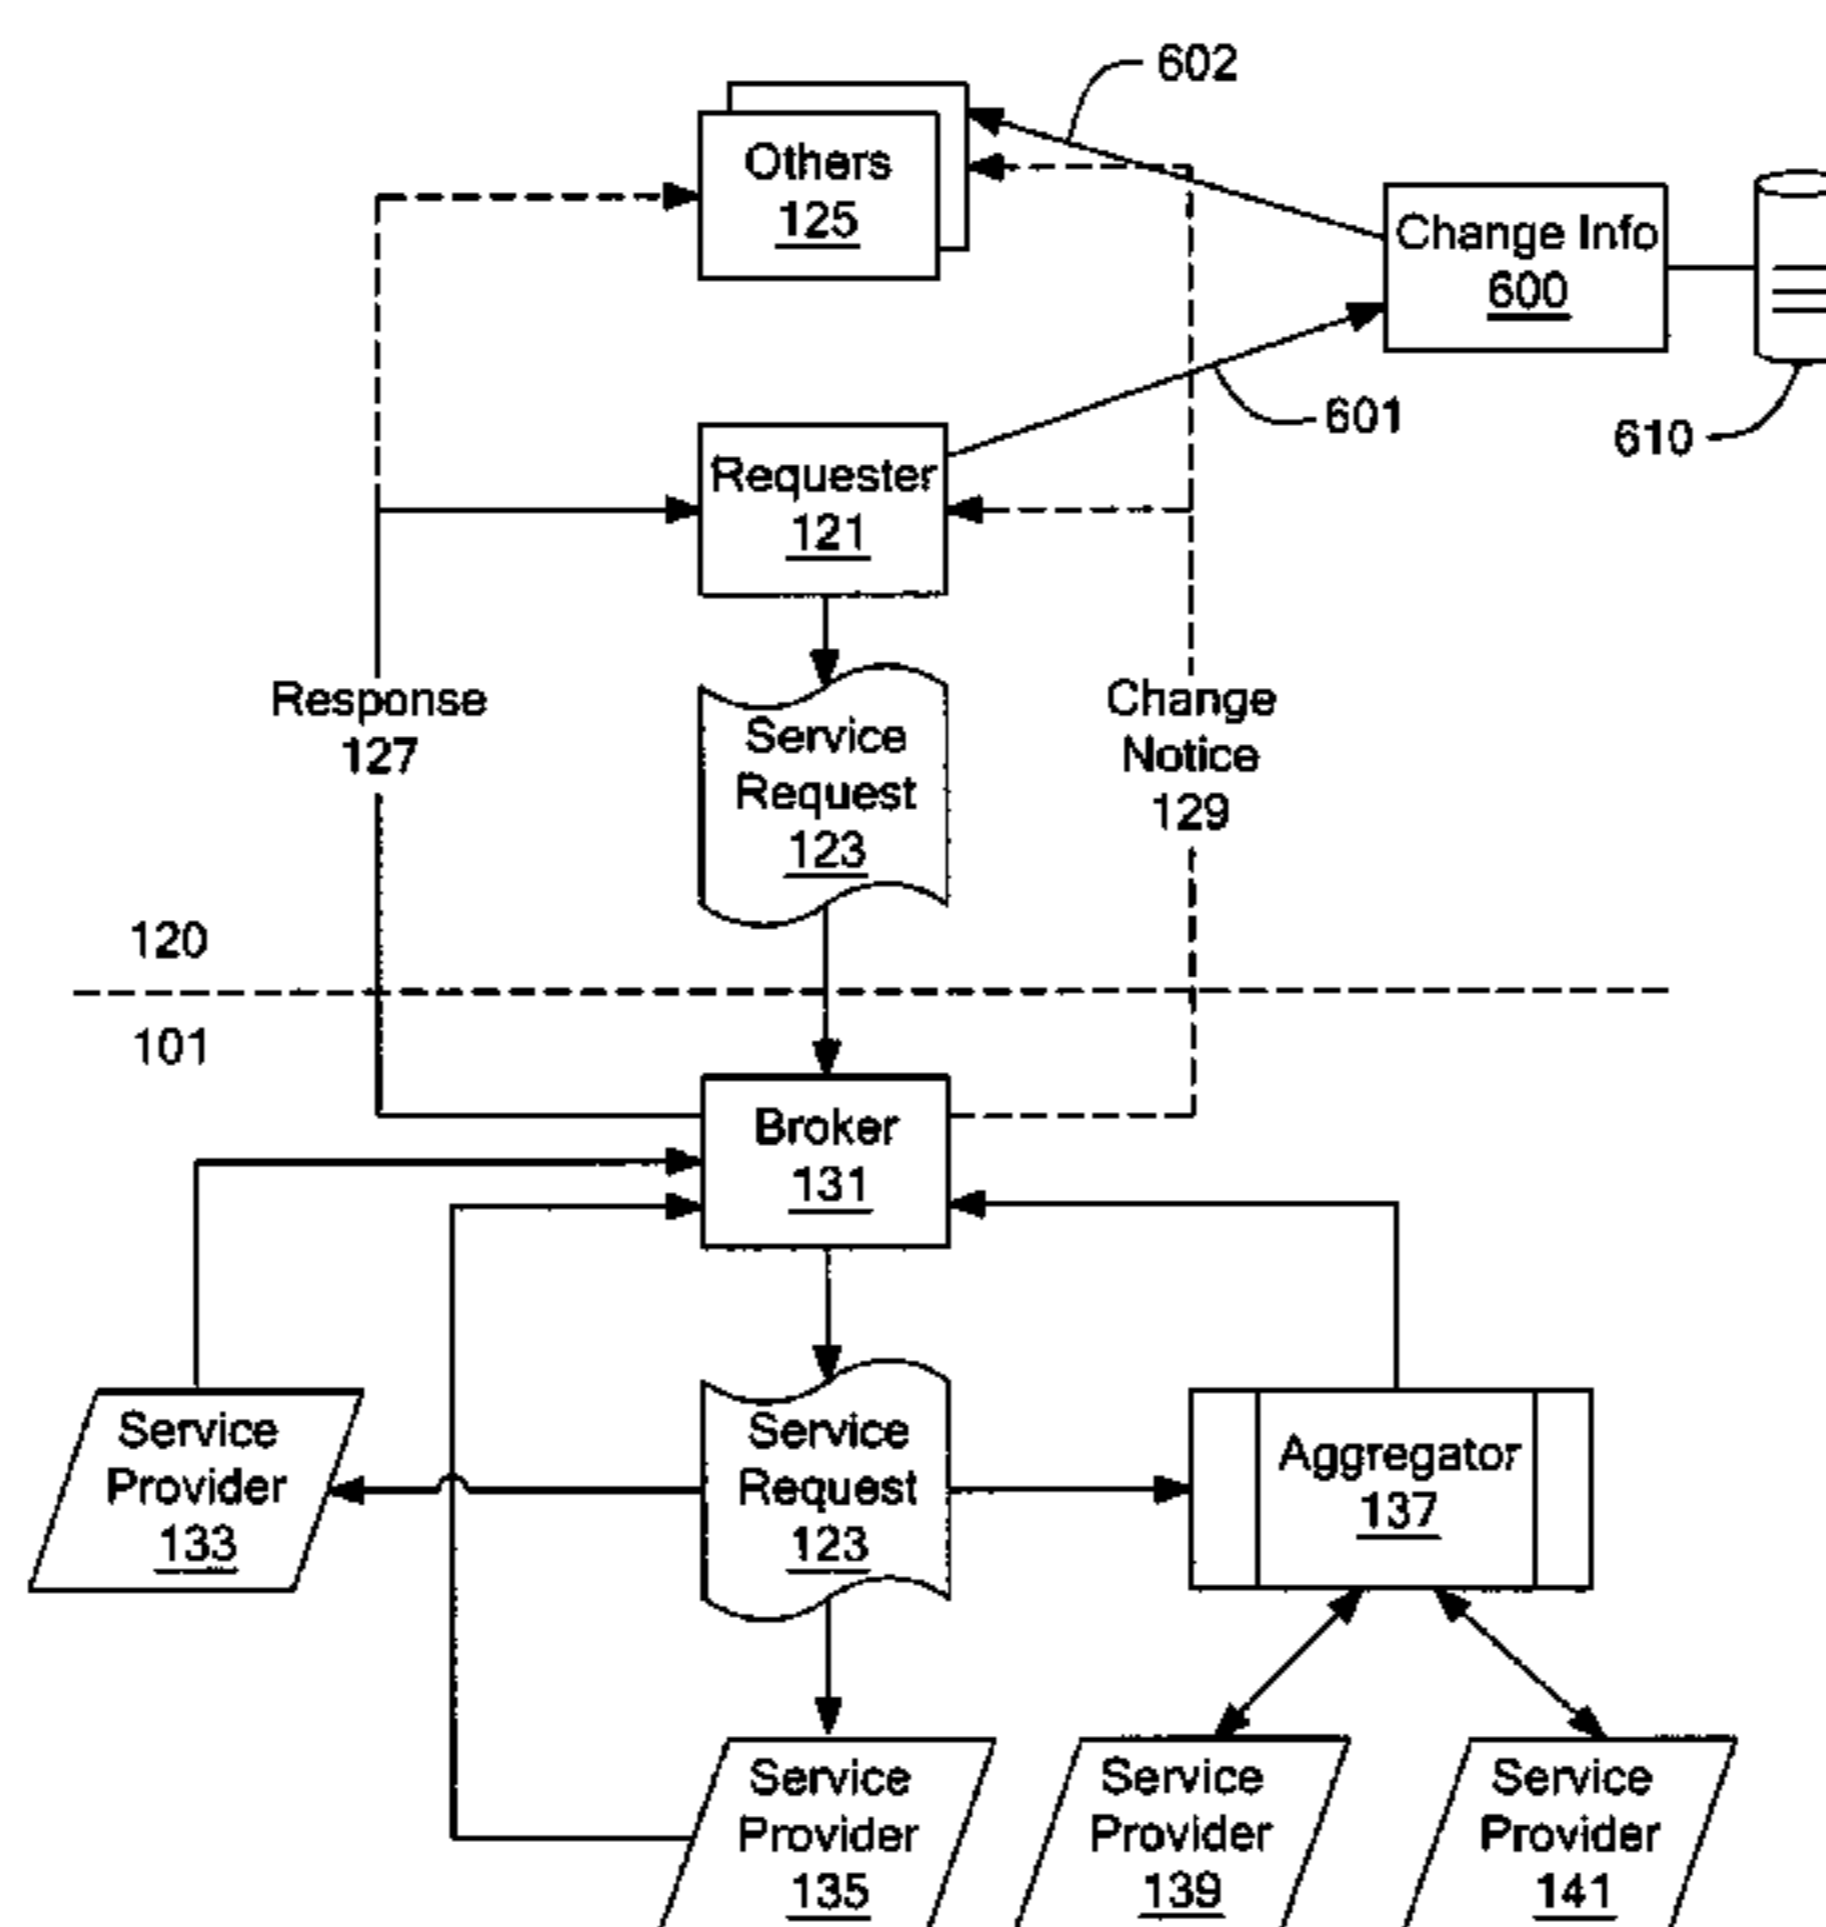 602
Others
125
Change Info
600
601
610
Requester
121
Response
127
Service
Request
123
Change
Notice
129
120
101
Broker
131
Service
Provider
133
Service
Request
123
Aggregator
137
Service
Provider
135
Service
Provider
139
Service
Provider
141